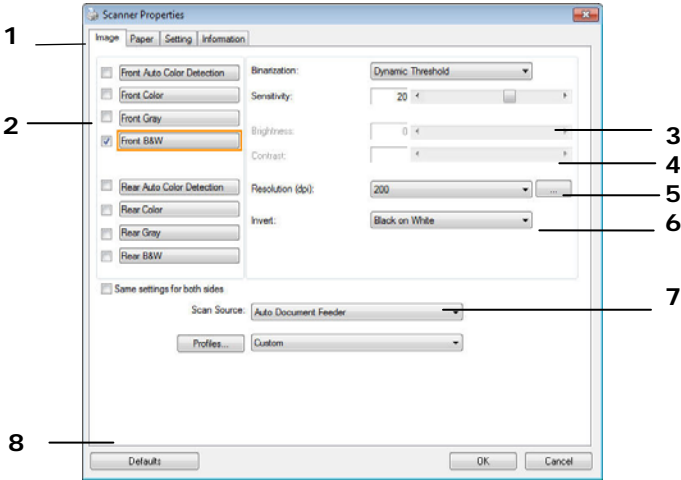 Scanner Properties
1
Image Paper Setting Information
Front Auto Color Detection
Binarization: Dynamic Threshold
Front Color
Sensitivity: 20
2
Front Gray
Front B&W
Brightness: 0
3
Contrast:
4
Rear Auto Color Detection
Resolution (dpi): 200 ...
5
Rear Color
Invert: Black on White
6
Rear Gray
Rear B&W
Same settings for both sides
7
Scan Source: Auto Document Feeder
Profiles... Custom
8
Defaults OK Cancel